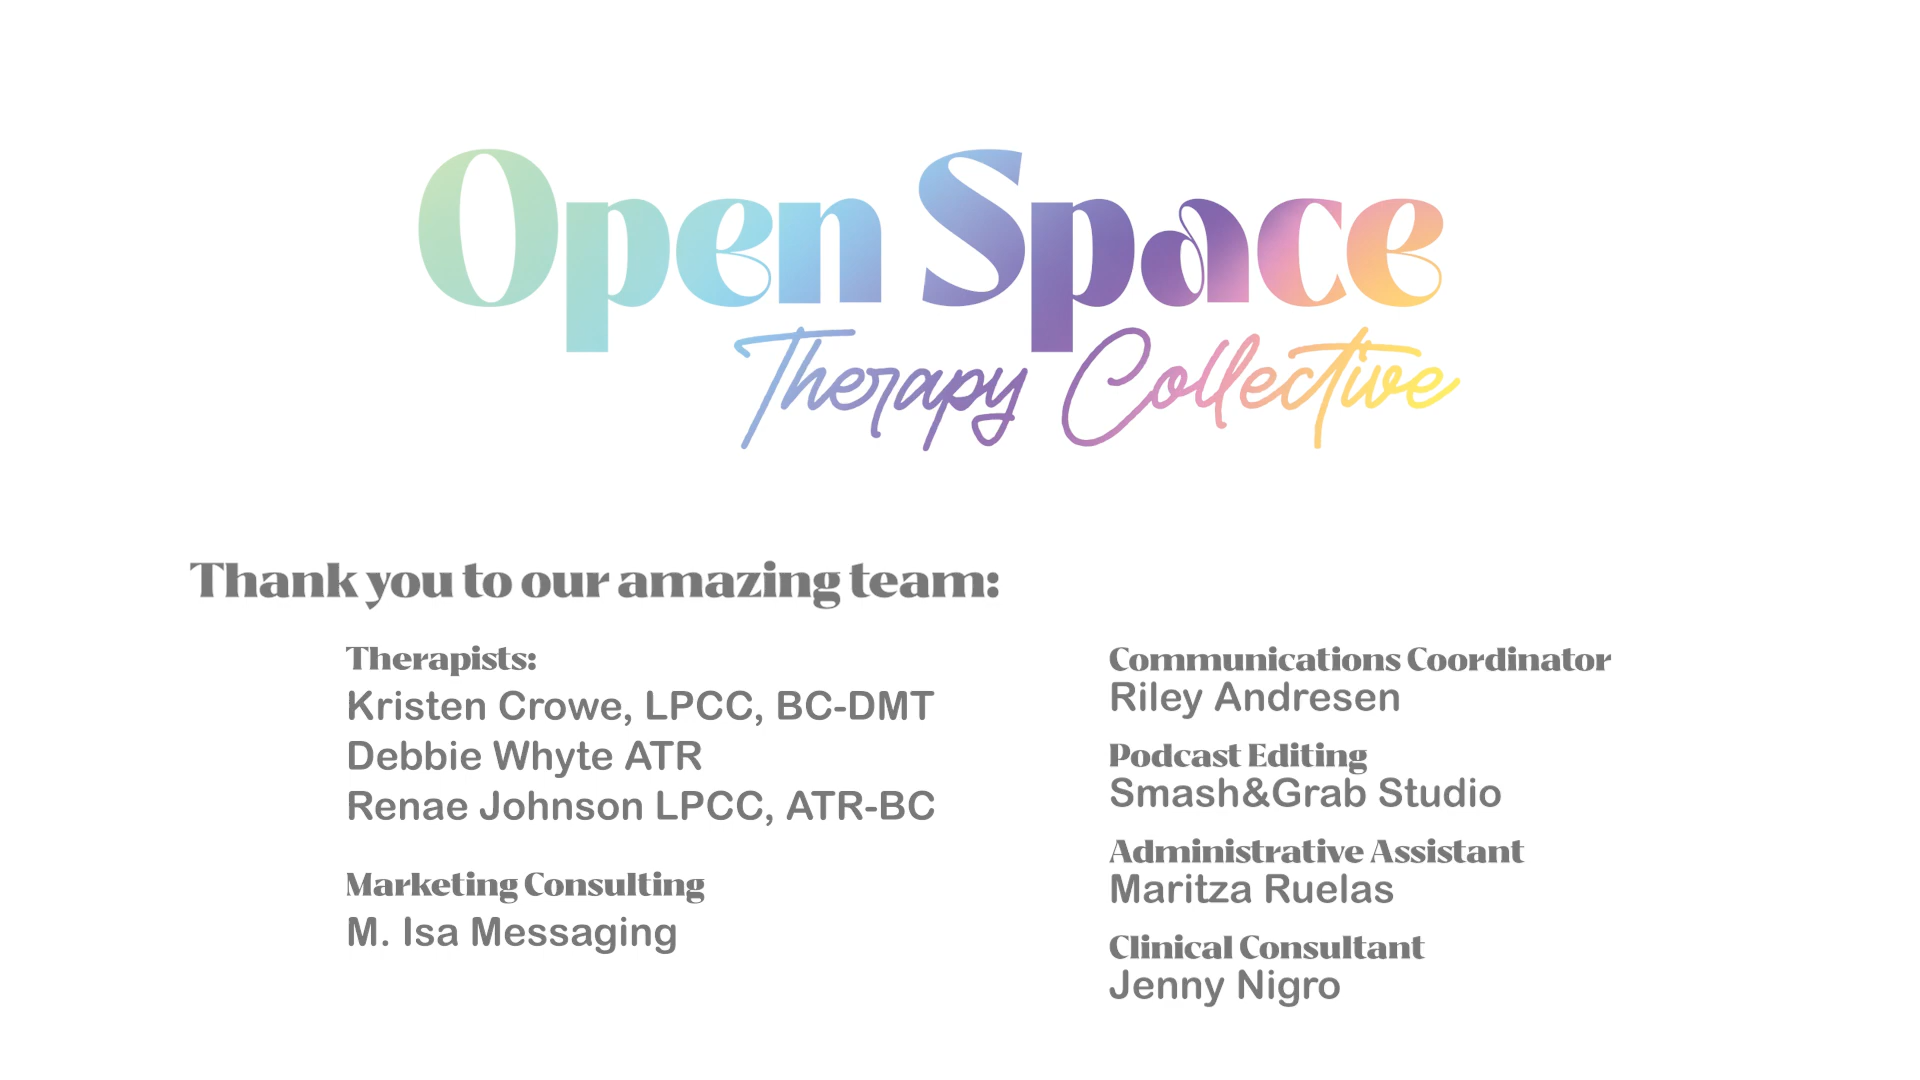 Open Space
Therapy Collective
Thank you to our amazing team:
Therapists:
Kristen Crowe, LPCC, BC-DMT
Debbie Whyte ATR
Renae Johnson LPCC, ATR-BC
Marketing Consulting
M. Isa Messaging
Communications Coordinator
Riley Andresen
Podcast Editing
Smash&Grab Studio
Administrative Assistant
Maritza Ruelas
Clinical Consultant
Jenny Nigro